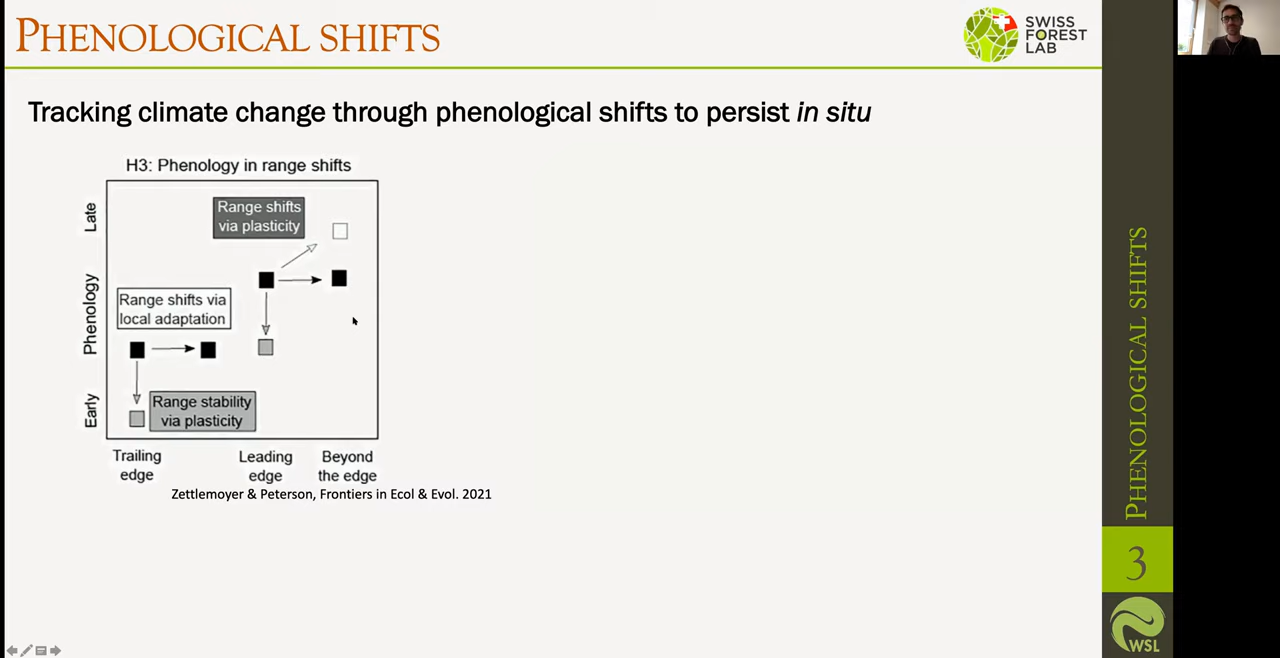 PHENOLOGICAL SHIFTS
SWISS
FOREST
LAB
Tracking climate change through phenological shifts to persist in situ
H3: Phenology in range shifts
Late
Phenology
Early
Range shifts
via plasticity
Range shifts via
local adaptation
Range stability
via plasticity
Trailing
edge
Leading
edge
Beyond
the edge
Zettlemoyer & Peterson, Frontiers in Ecol & Evol. 2021
PHENOLOGICAL SHIFTS
3
WSL